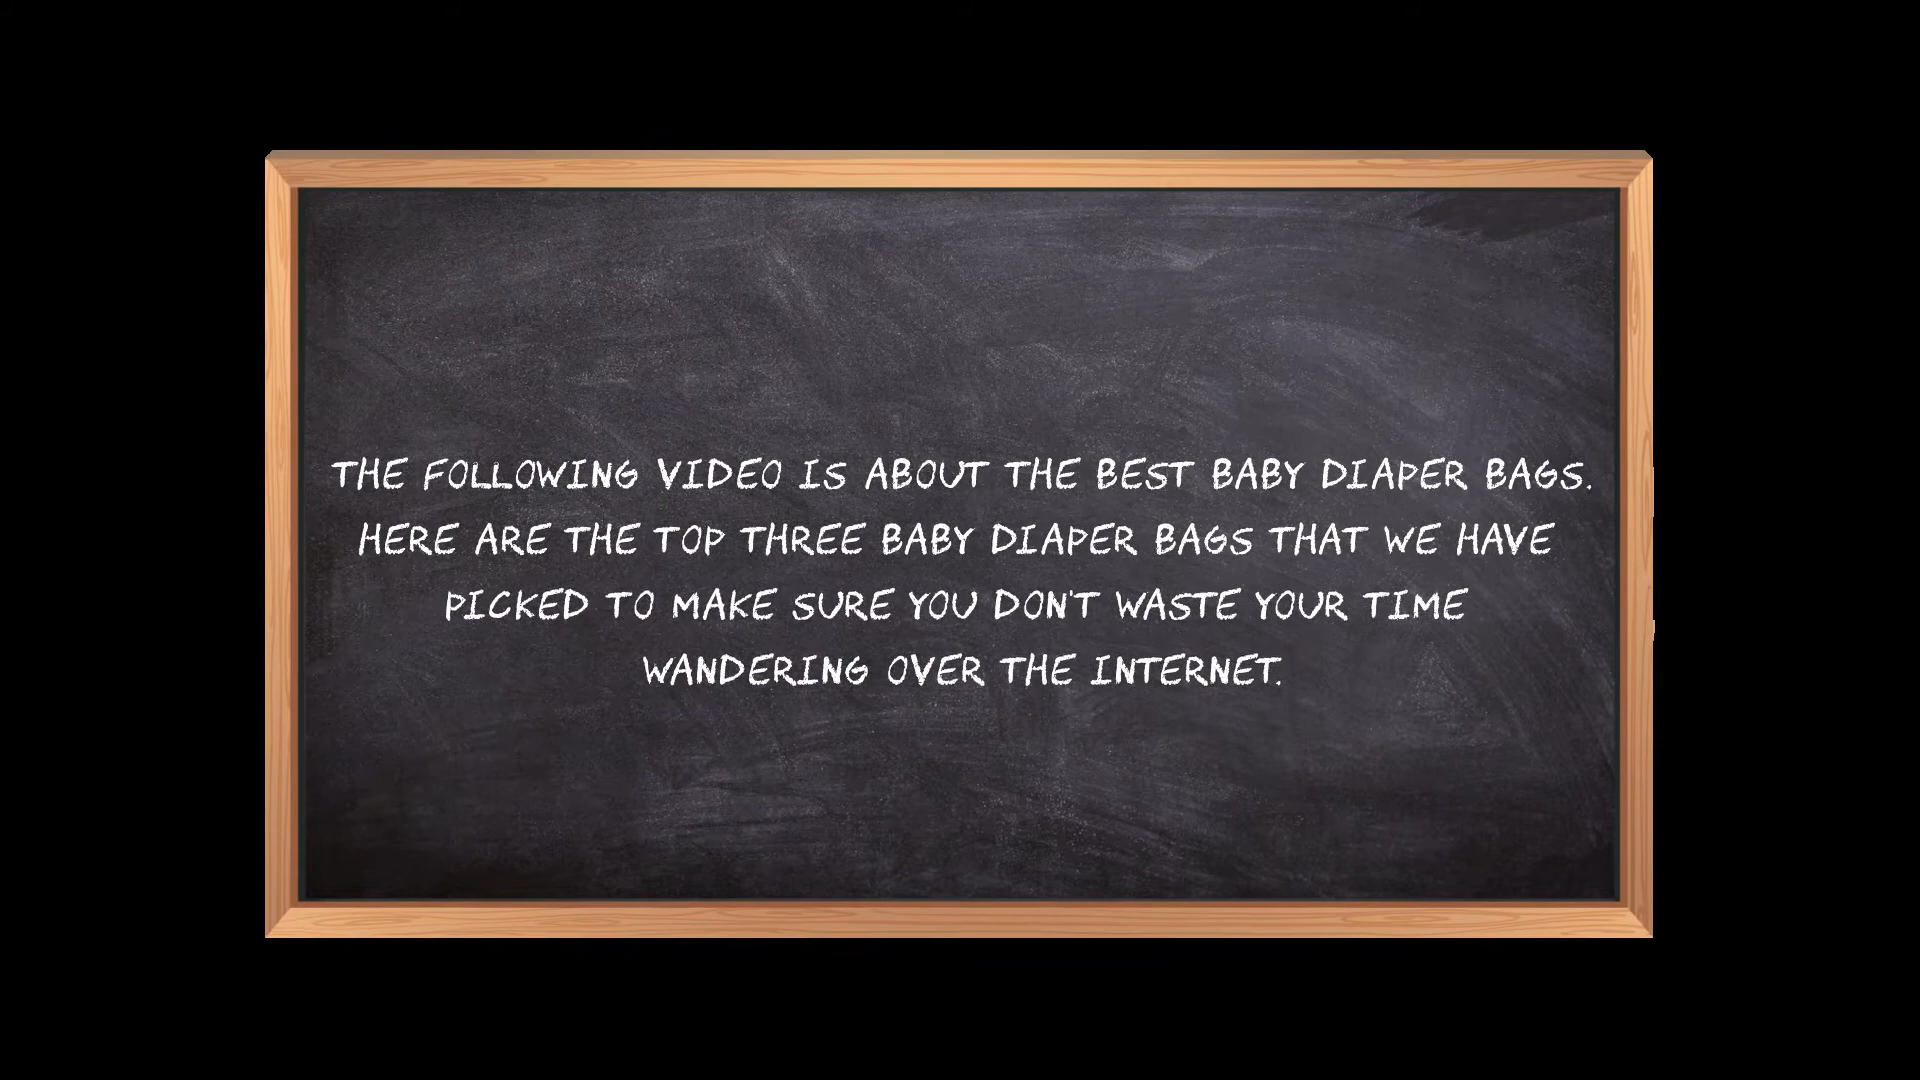 THE FOLLOWING VIDEO IS ABOUT THE BEST BABY DIAPER BAGS.
HERE ARE THE TOP THREE BABY DIAPER BAGS THAT WE HAVE
PICKED TO MAKE SURE YOU DON'T WASTE YOUR TIME
WANDERING OVER THE INTERNET.